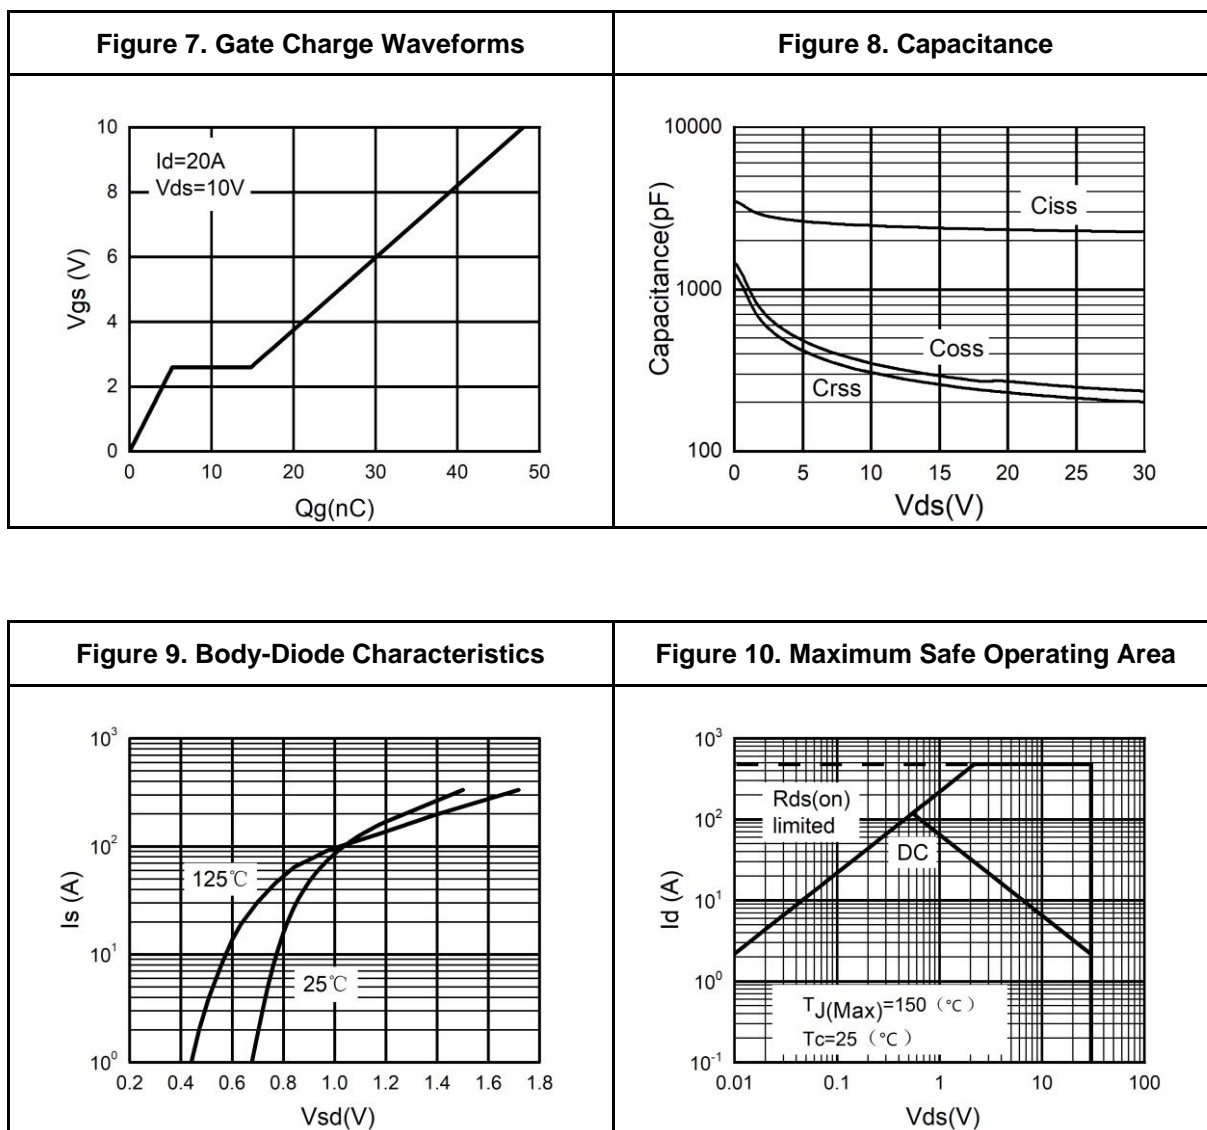 Figure 7. Gate Charge Waveforms
Figure 8. Capacitance
10
8
6
4
2
0
Vgs (V)
Id=20A
Vds=10V
0 10 20 30 40 50
Qg(nC)
10000
1000
100
Capacitance(pF)
Ciss
Coss
Crss
0 5 10 15 20 25 30
Vds(V)
Figure 9. Body-Diode Characteristics
Figure 10. Maximum Safe Operating Area
10³
10²
10¹
10⁰
Is (A)
125℃
25℃
0.2 0.4 0.6 0.8 1.0 1.2 1.4 1.6 1.8
Vsd(V)
10³
10²
10¹
10⁰
10⁻¹
Id (A)
Rds(on)
limited
DC
TJ(Max)=150（℃）
Tc=25（℃）
0.01 0.1 1 10 100
Vds(V)